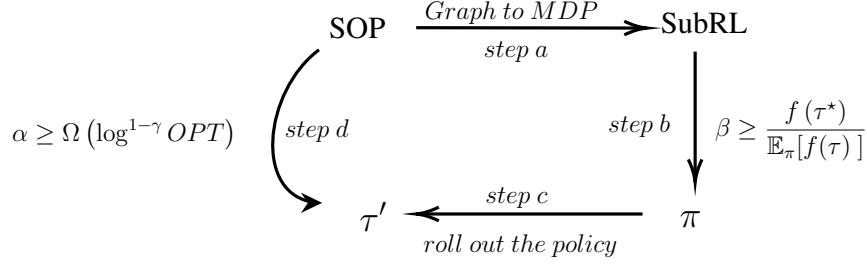 SOP
Graph to MDP
step a
SubRL
α ≥ Ω (log^{1−γ} OPT)
step d
step b
β ≥ f (τ⋆) / 𝔼_π[f(τ) ]
τ′
step c
roll out the policy
π